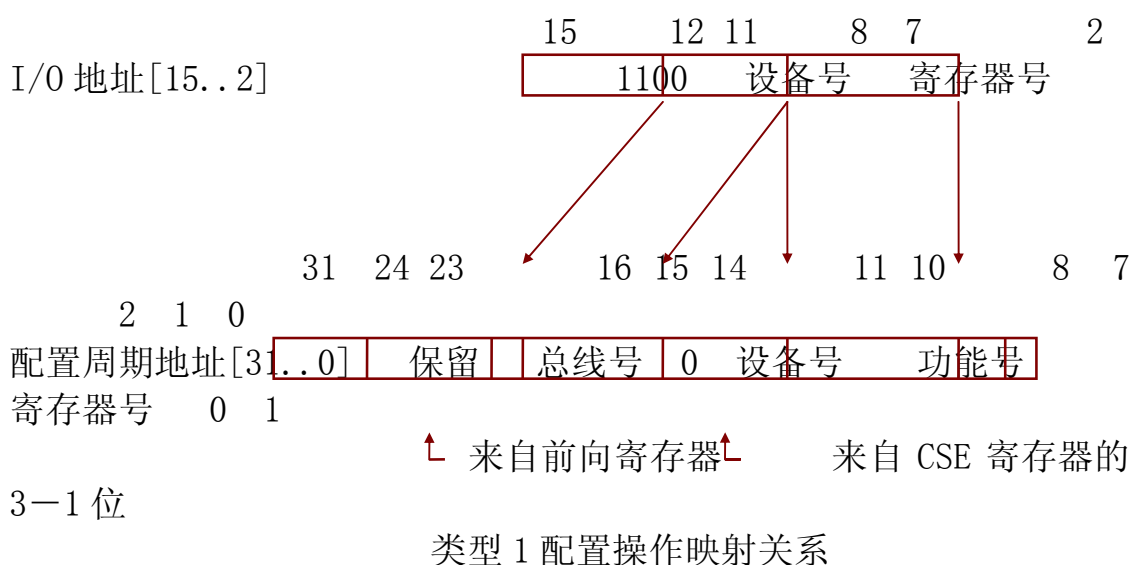 15 12 11 8 7 2
I/0 地址[15..2] 1100 设备号 寄存器号
31 24 23 16 15 14 11 10 8 7
2 1 0
配置周期地址[31..0] 保留 总线号 0 设备号 功能号
寄存器号 0 1
来自前向寄存器 来自 CSE 寄存器的
3－1 位
类型 1 配置操作映射关系